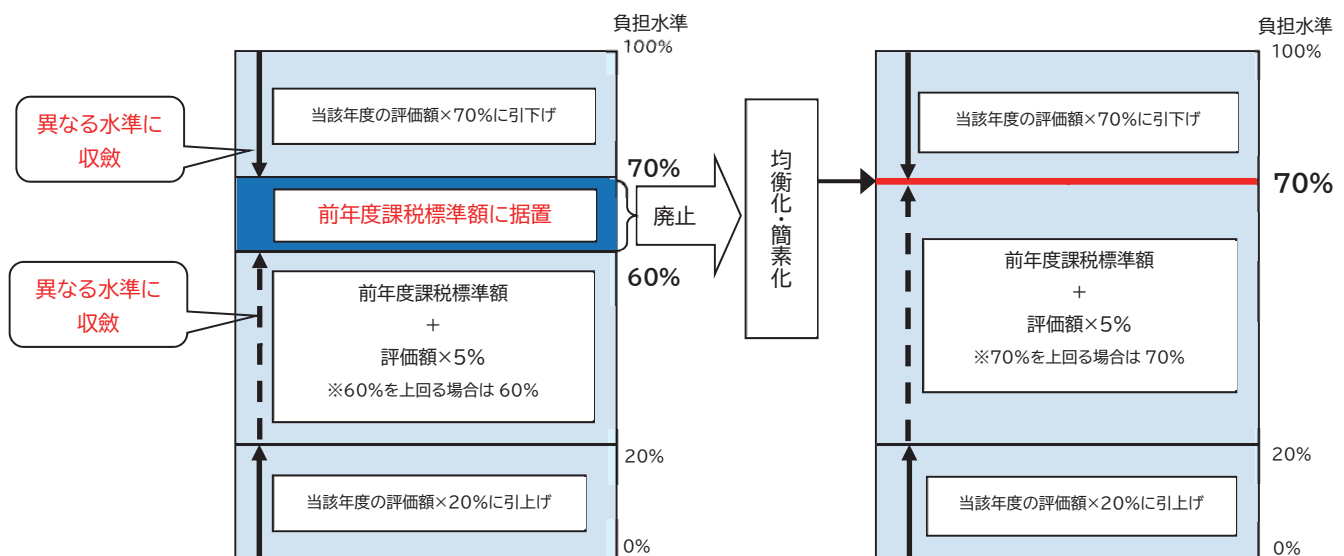 負担水準
100%
当該年度の評価額×70%に引下げ
異なる水準に
収斂
70%
前年度課税標準額に据置
廃止
60%
異なる水準に
収斂
前年度課税標準額
+
評価額×5%
※60%を上回る場合は 60%
20%
当該年度の評価額×20%に引上げ
0%
均衡化・簡素化
負担水準
100%
当該年度の評価額×70%に引下げ
70%
前年度課税標準額
+
評価額×5%
※70%を上回る場合は 70%
20%
当該年度の評価額×20%に引上げ
0%